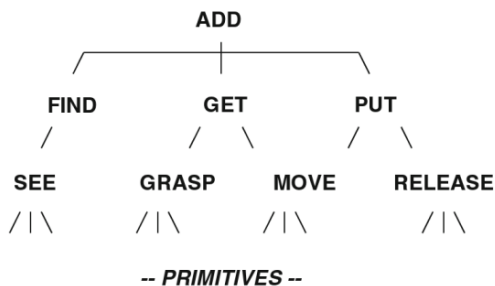 ADD
FIND GET PUT
SEE GRASP MOVE RELEASE
-- PRIMITIVES --